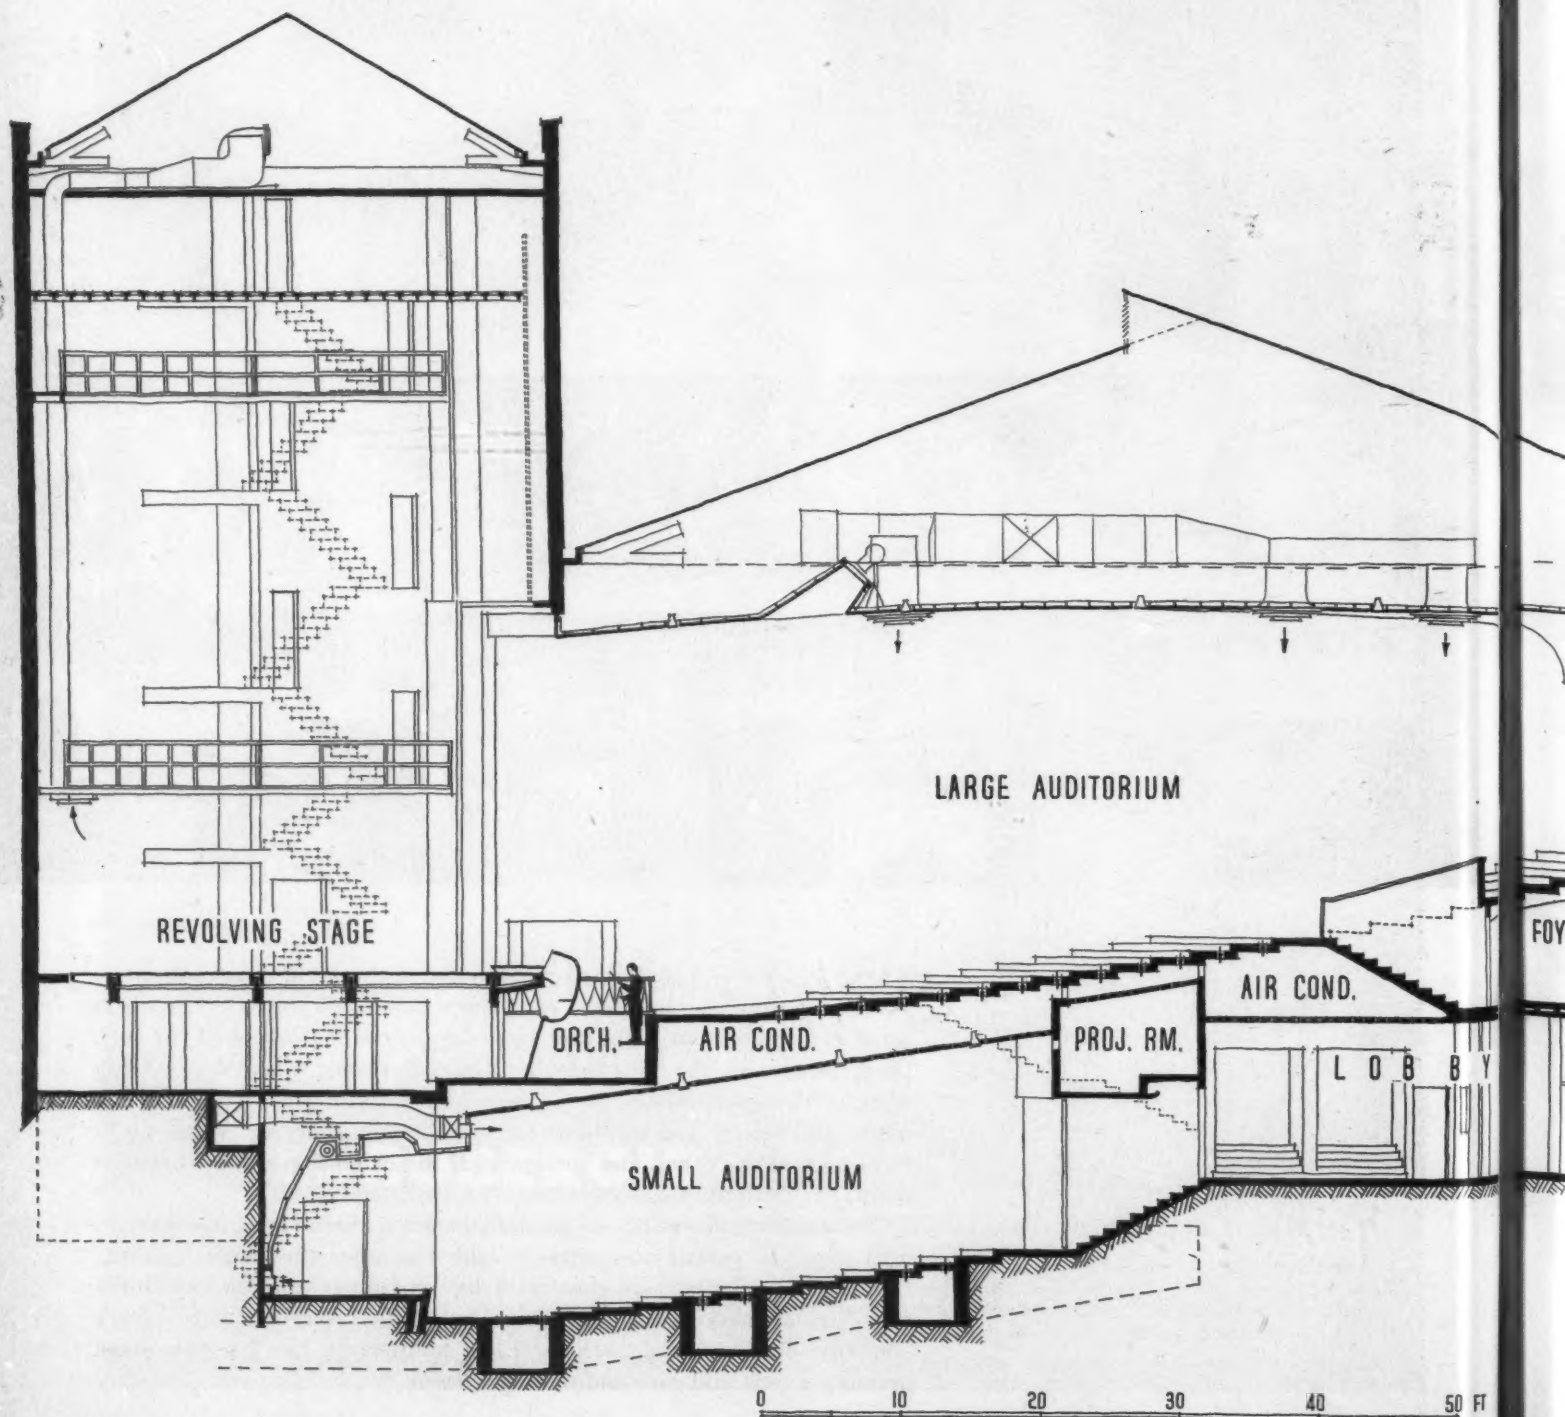 LARGE AUDITORIUM
REVOLVING STAGE
FOY
AIR COND.
ORCH.
AIR COND.
PROJ. RM.
LOBBY
SMALL AUDITORIUM
0 10 20 30 40 50 FT